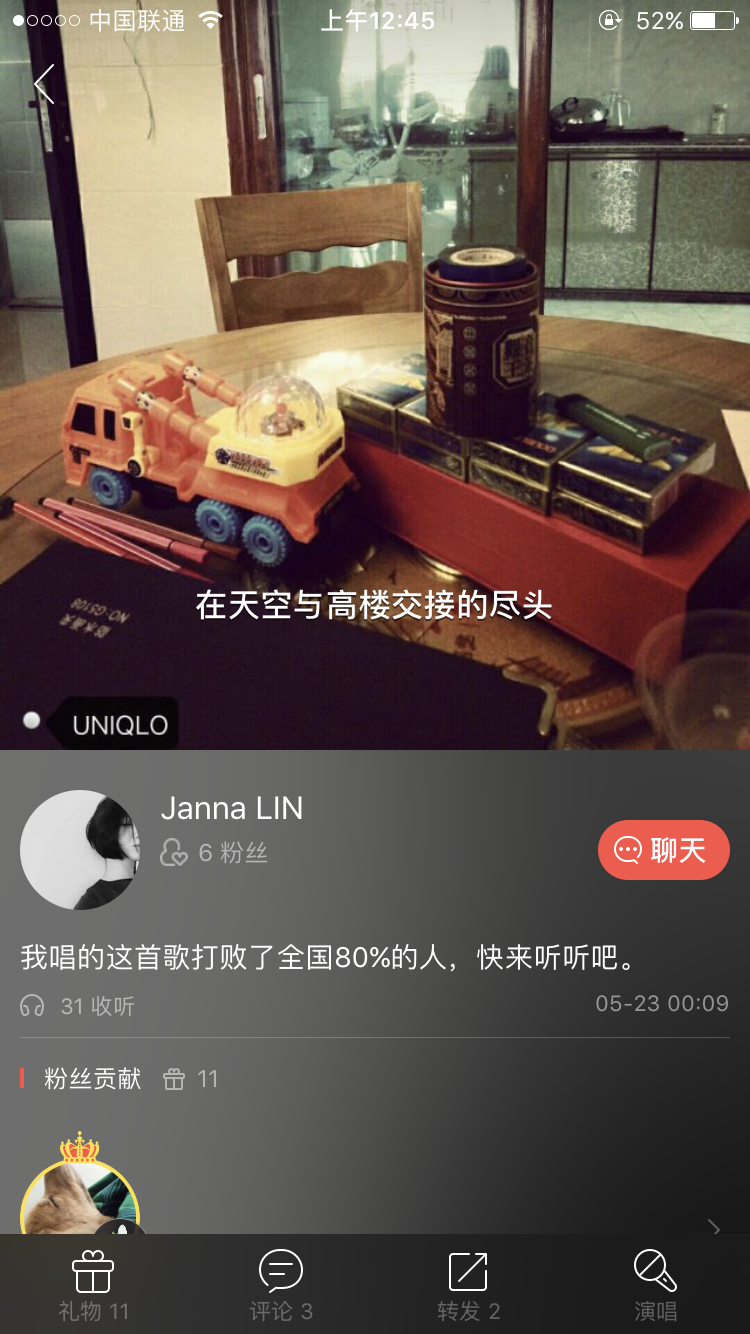 中国联通 上午12:45 52%
NO:G5108
在天空与高楼交接的尽头
UNIQLO
Janna LIN
6 粉丝
聊天
我唱的这首歌打败了全国80%的人，快来听听吧。
31 收听
05-23 00:09
粉丝贡献 11
礼物 11
评论 3
转发 2
演唱